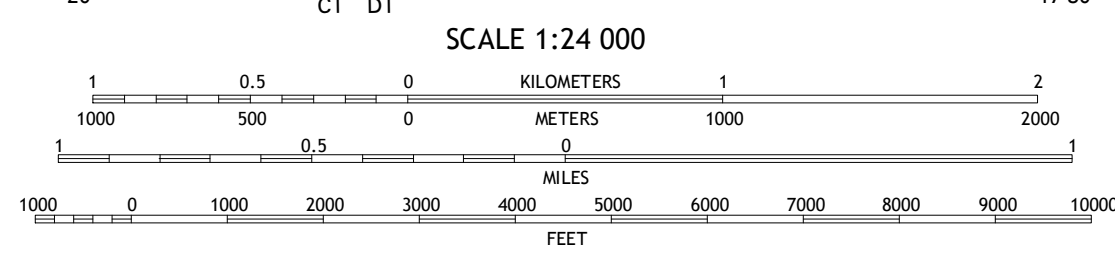 SCALE 1:24 000
1 0.5 0 KILOMETERS 1 2
1000 500 0 METERS 1000 2000
1 0.5 0 1
MILES
1000 0 1000 2000 3000 4000 5000 6000 7000 8000 9000 10000
FEET